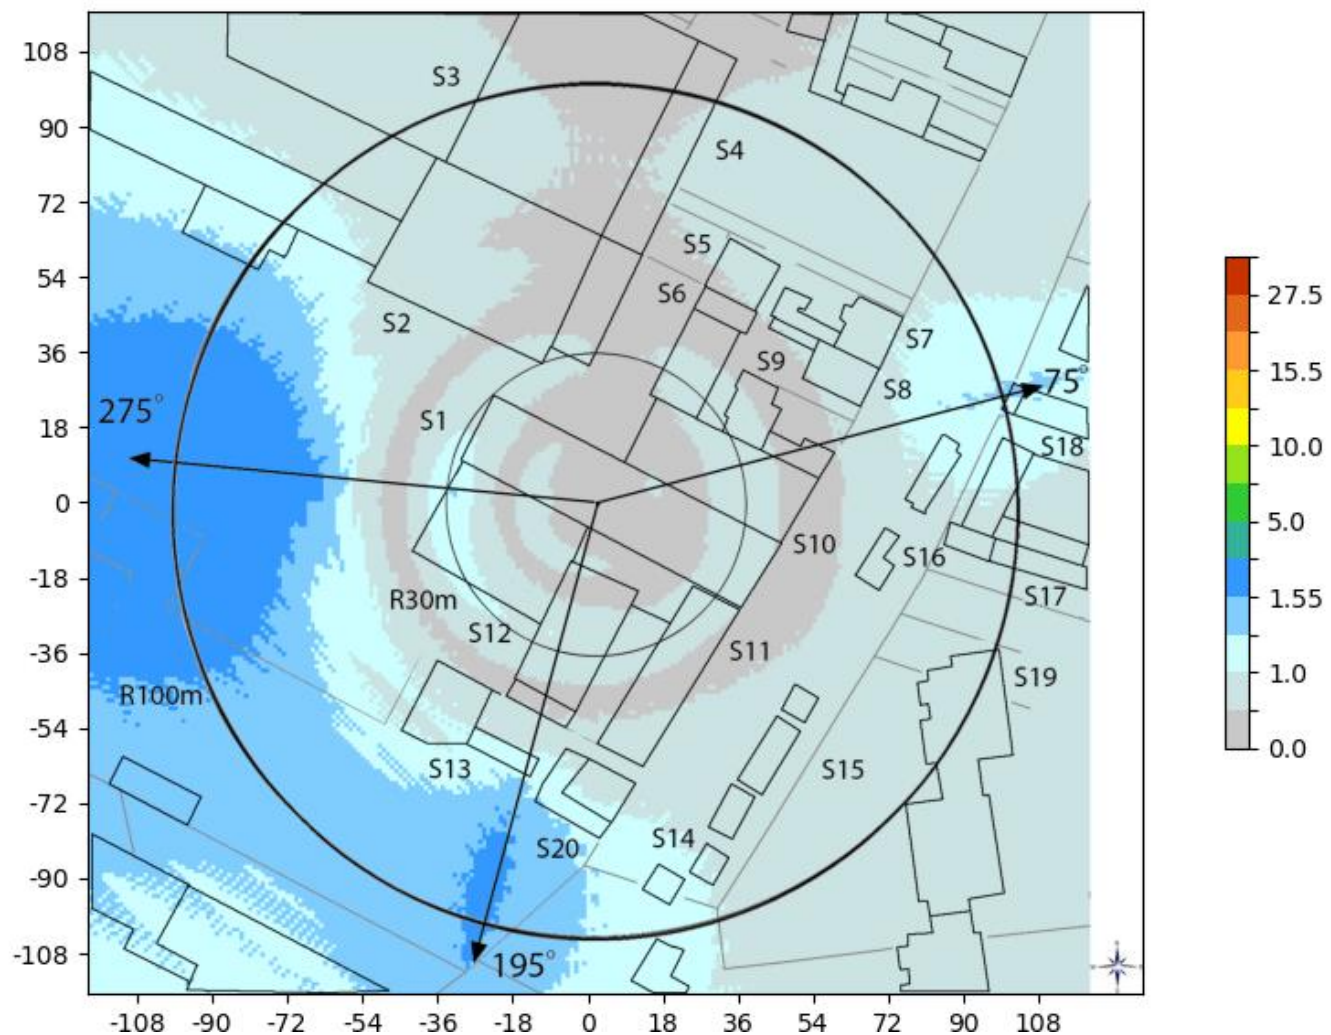 108
90
72
54
36
18
0
-18
-36
-54
-72
-90
-108
-108 -90 -72 -54 -36 -18 0 18 36 54 72 90 108
S3
S4
S5
S6
S2
S7
S9
S8
75°
275°
S1
S18
S10
S16
R30m
S17
S12
S11
S19
R100m
S13
S15
S14
S20
195°
27.5
15.5
10.0
5.0
1.55
1.0
0.0